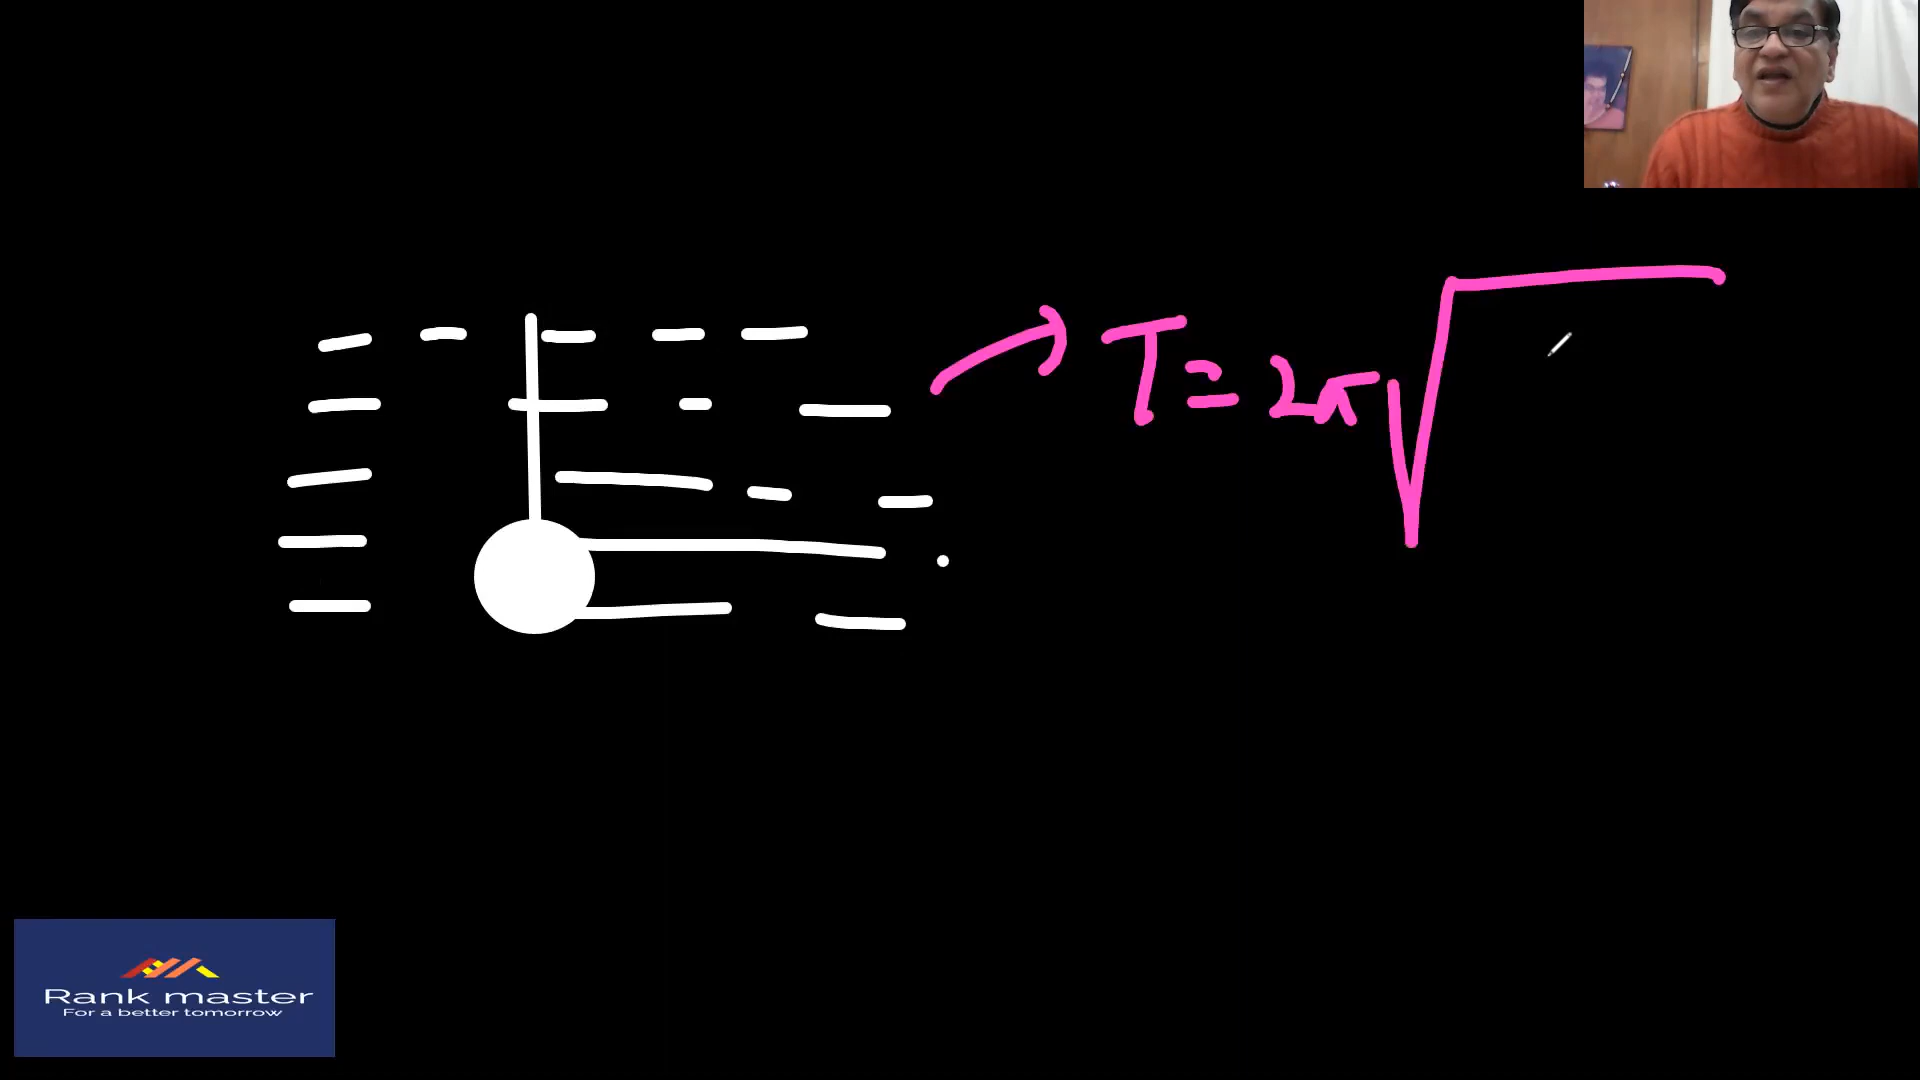 T = 2π√
Rank master
For a better tomorrow